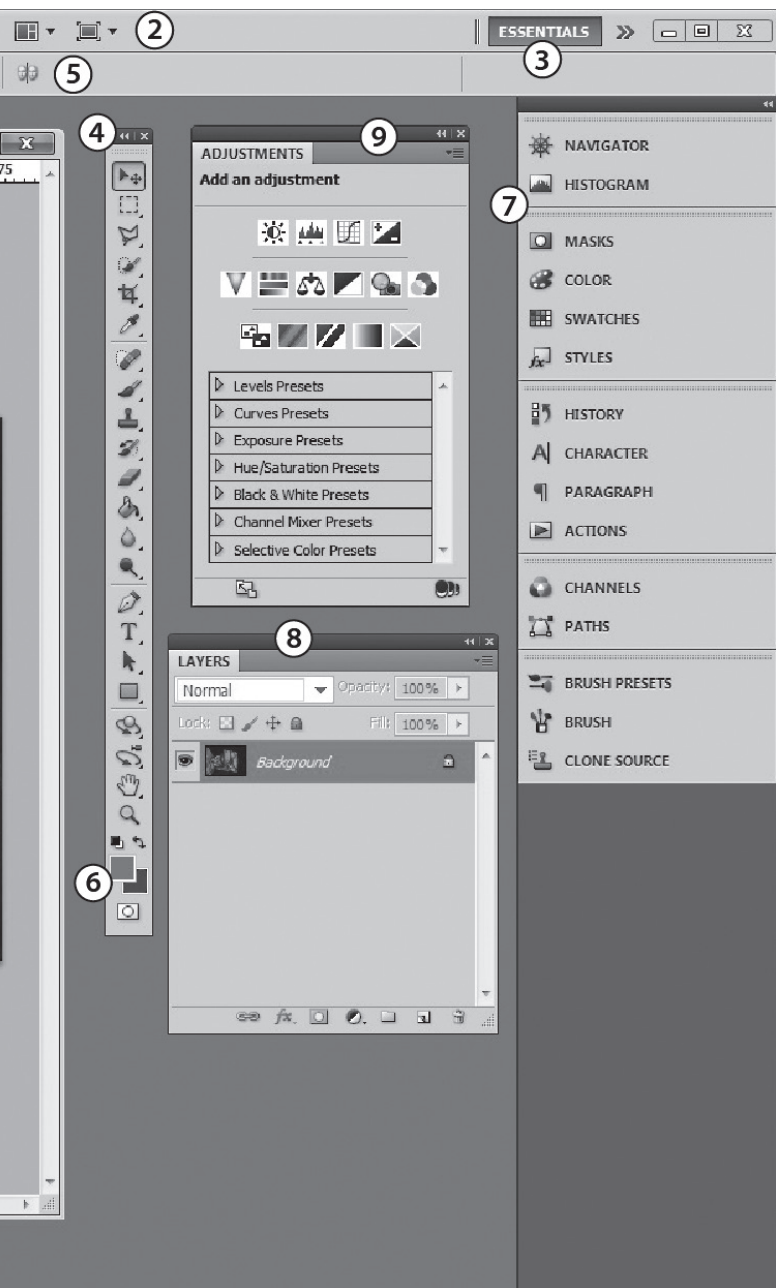 2
ESSENTIALS
3
5
75
4
9
ADJUSTMENTS
Add an adjustment
Levels Presets
Curves Presets
Exposure Presets
Hue/Saturation Presets
Black & White Presets
Channel Mixer Presets
Selective Color Presets
8
LAYERS
Normal
Opacity: 100%
Lock:
Fill: 100%
Background
6
7
NAVIGATOR
HISTOGRAM
MASKS
COLOR
SWATCHES
STYLES
HISTORY
CHARACTER
PARAGRAPH
ACTIONS
CHANNELS
PATHS
BRUSH PRESETS
BRUSH
CLONE SOURCE